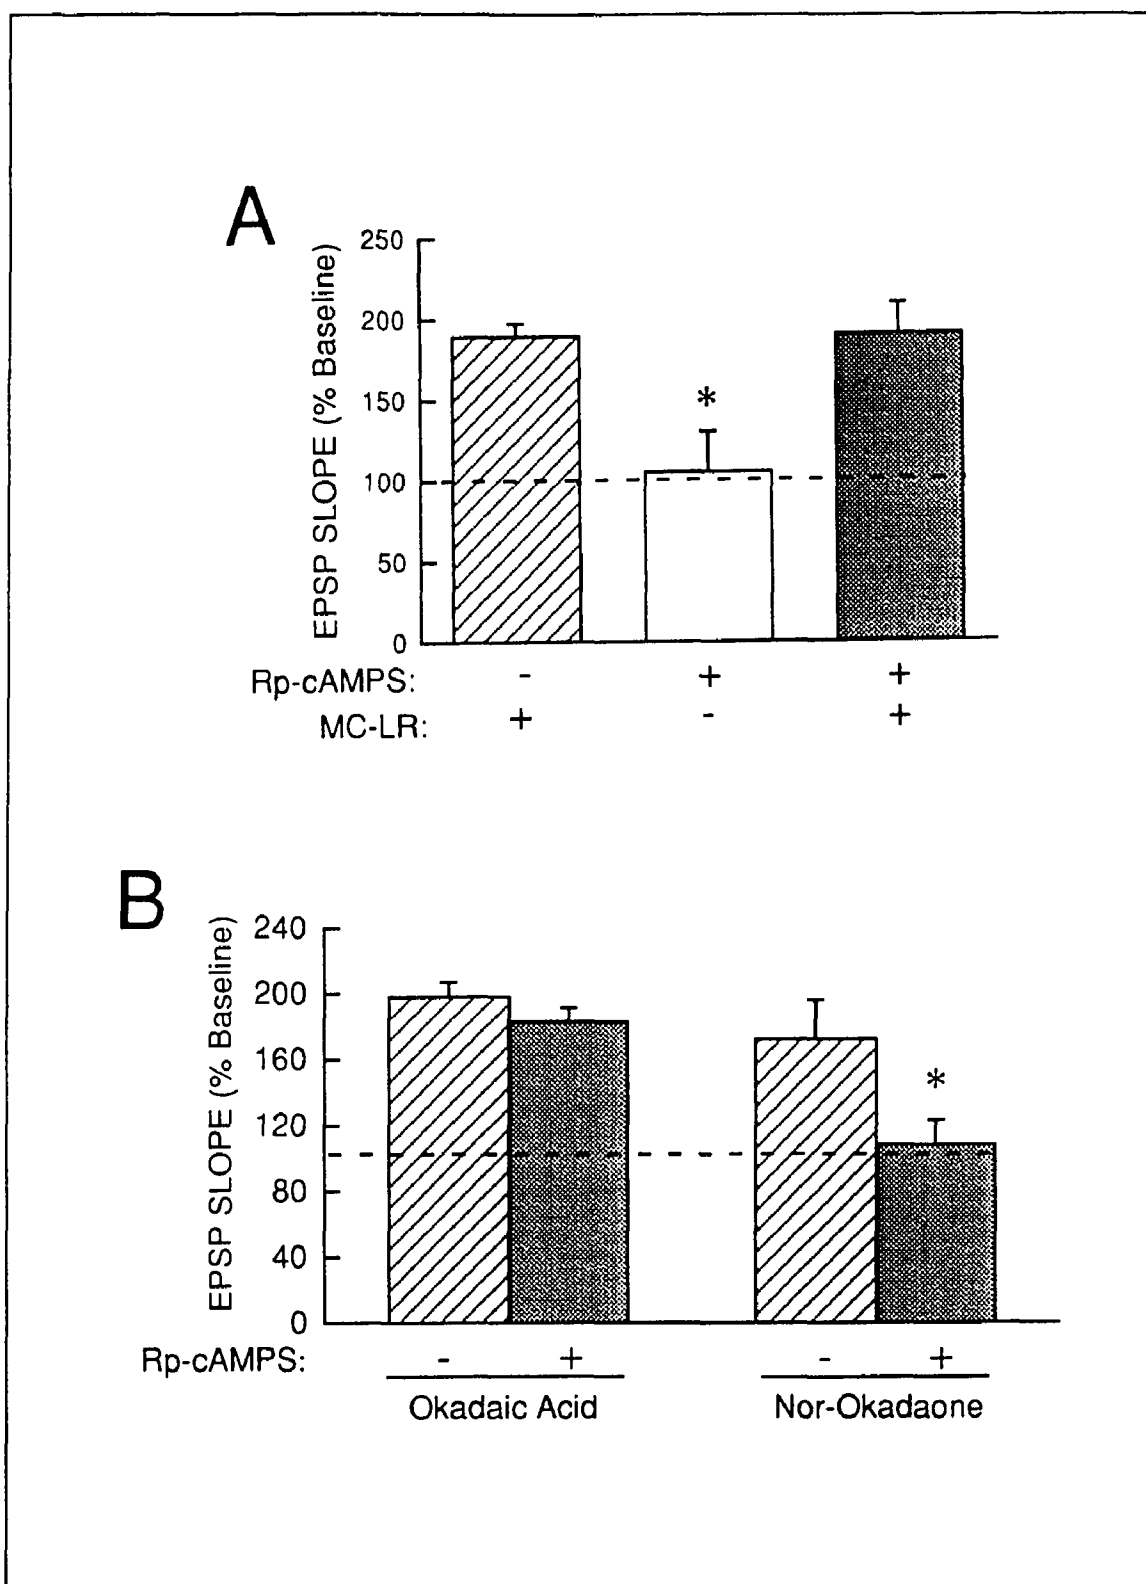 A
EPSP SLOPE (% Baseline)
250
200
150
100
50
0
*
Rp-cAMPS: - + +
MC-LR: + - +
B
EPSP SLOPE (% Baseline)
240
200
160
120
80
40
0
*
Rp-cAMPS: - + - +
Okadaic Acid Nor-Okadaone